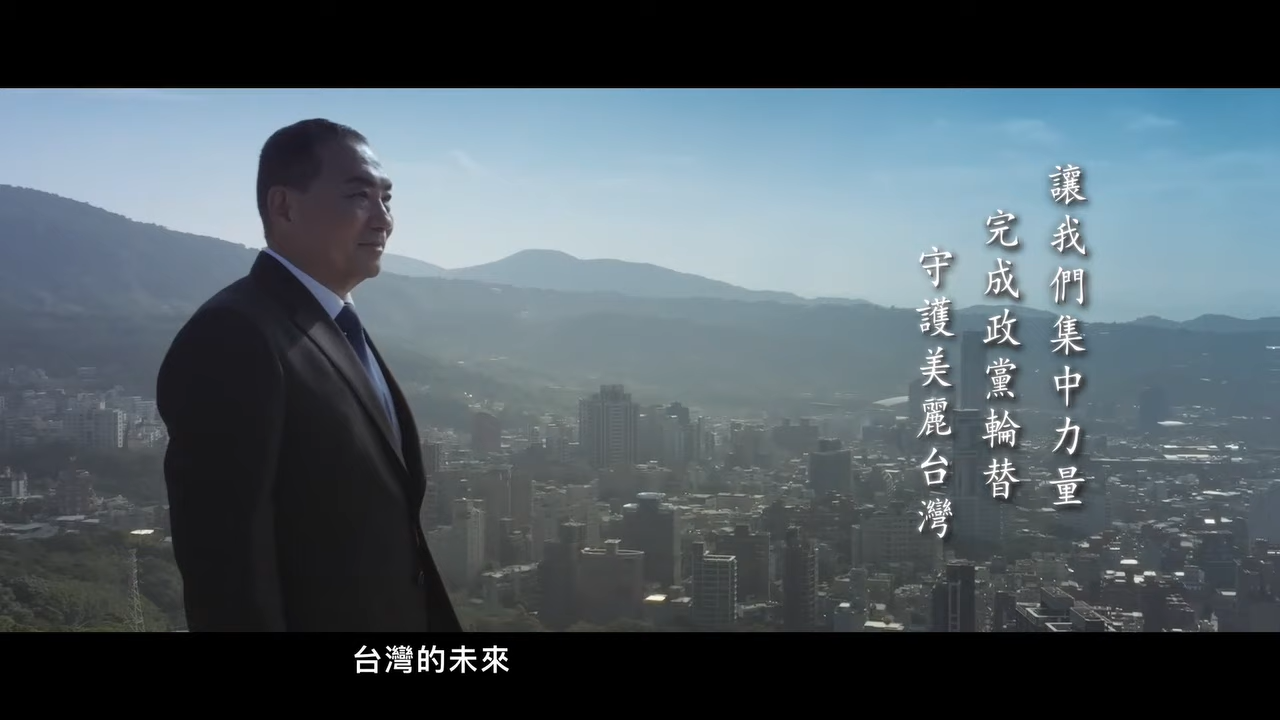 讓我們集中力量
完成政黨輪替
守護美麗台灣
台灣的未來